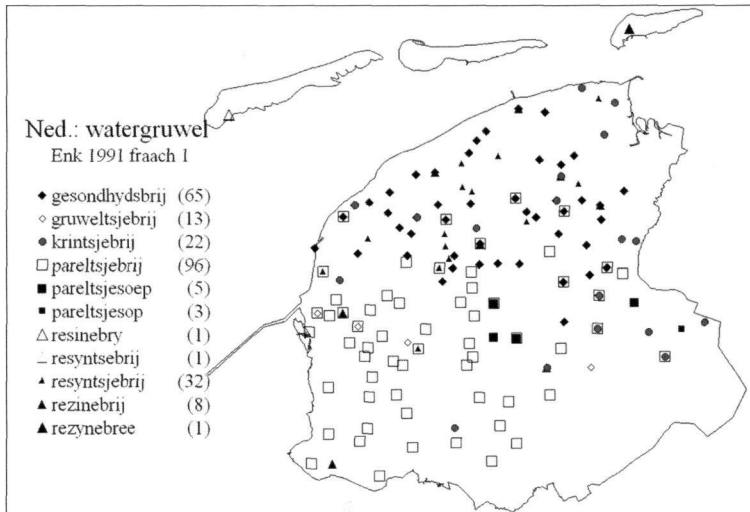 Ned.: watergruwel
Enk 1991 fraach 1
gesondhydsbrij (65)
gruweltsjebrij (13)
krintsjebrij (22)
pareltsjebrij (96)
pareltsjesoep (5)
pareltsjesop (3)
resinebry (1)
resyntsebrij (1)
resyntsjebrij (32)
rezinebrij (8)
rezynebree (1)